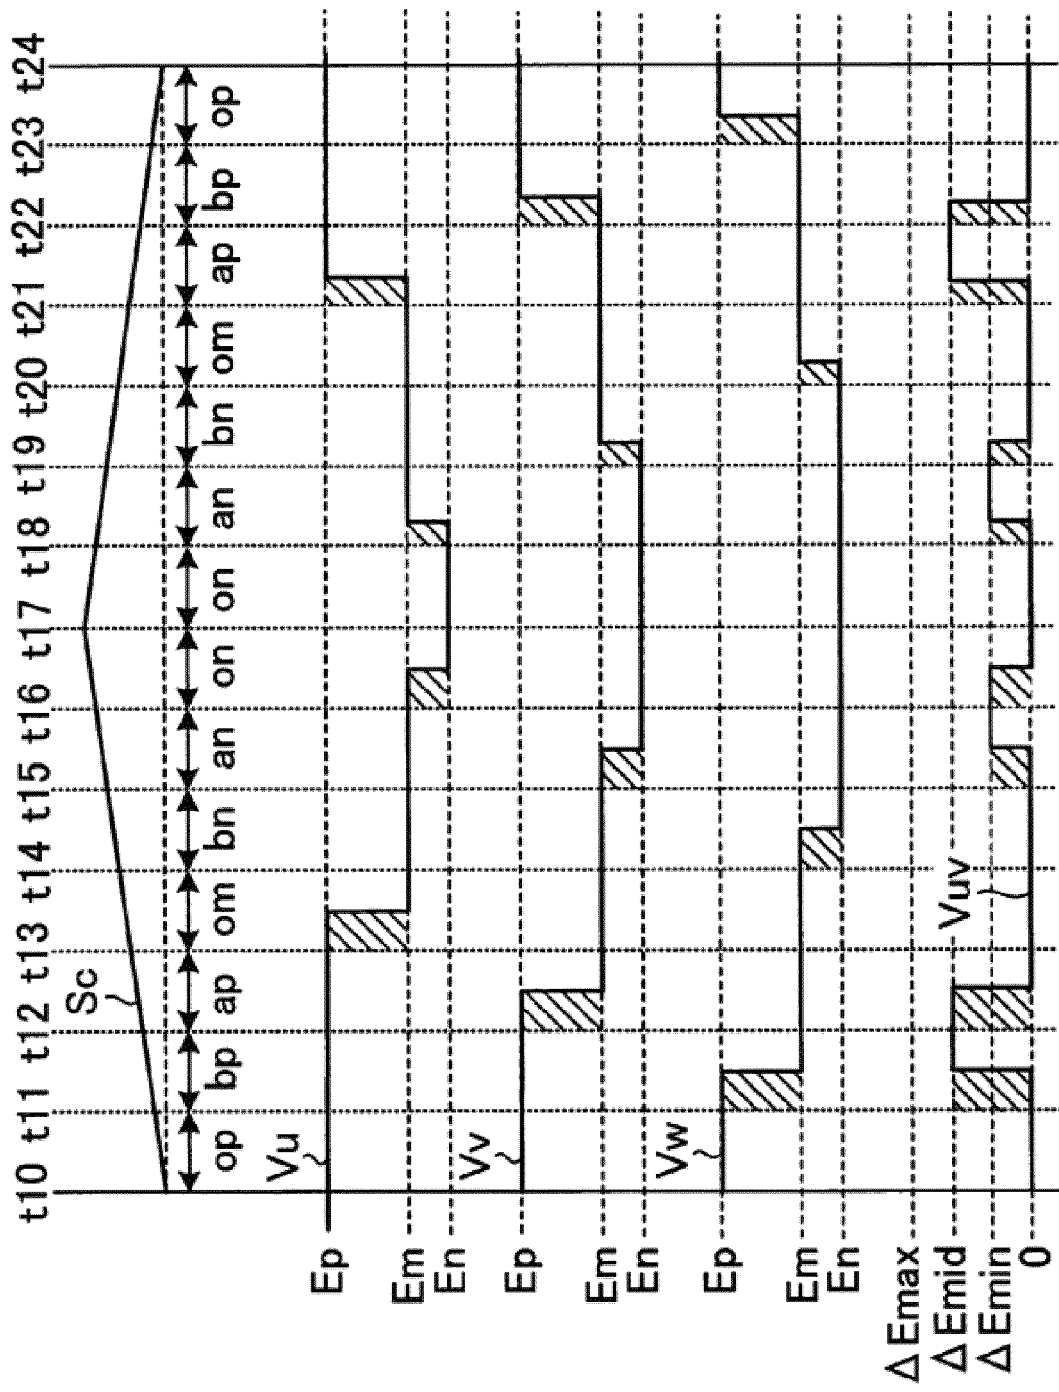 t10 t11 t12 t13 t14 t15 t16 t17 t18 t19 t20 t21 t22 t23 t24
Sc
op bp ap om bn an on on an bn om ap bp op
Vu
Ep
Em
En
Vv
Ep
Em
En
Vw
Ep
Em
En
ΔEmax
Vuv
ΔEmid
ΔEmin
0